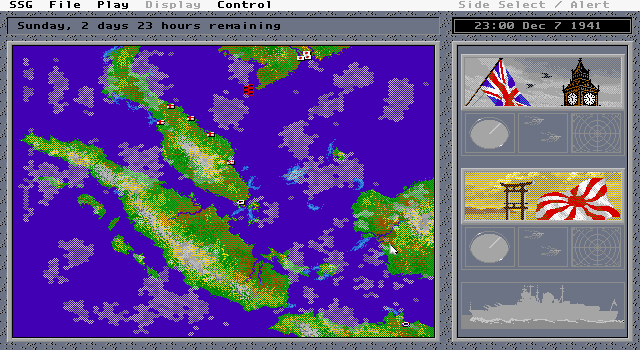 SSG File Play Display Control Side Select / Alert
Sunday, 2 days 23 hours remaining
23:00 Dec 7 1941